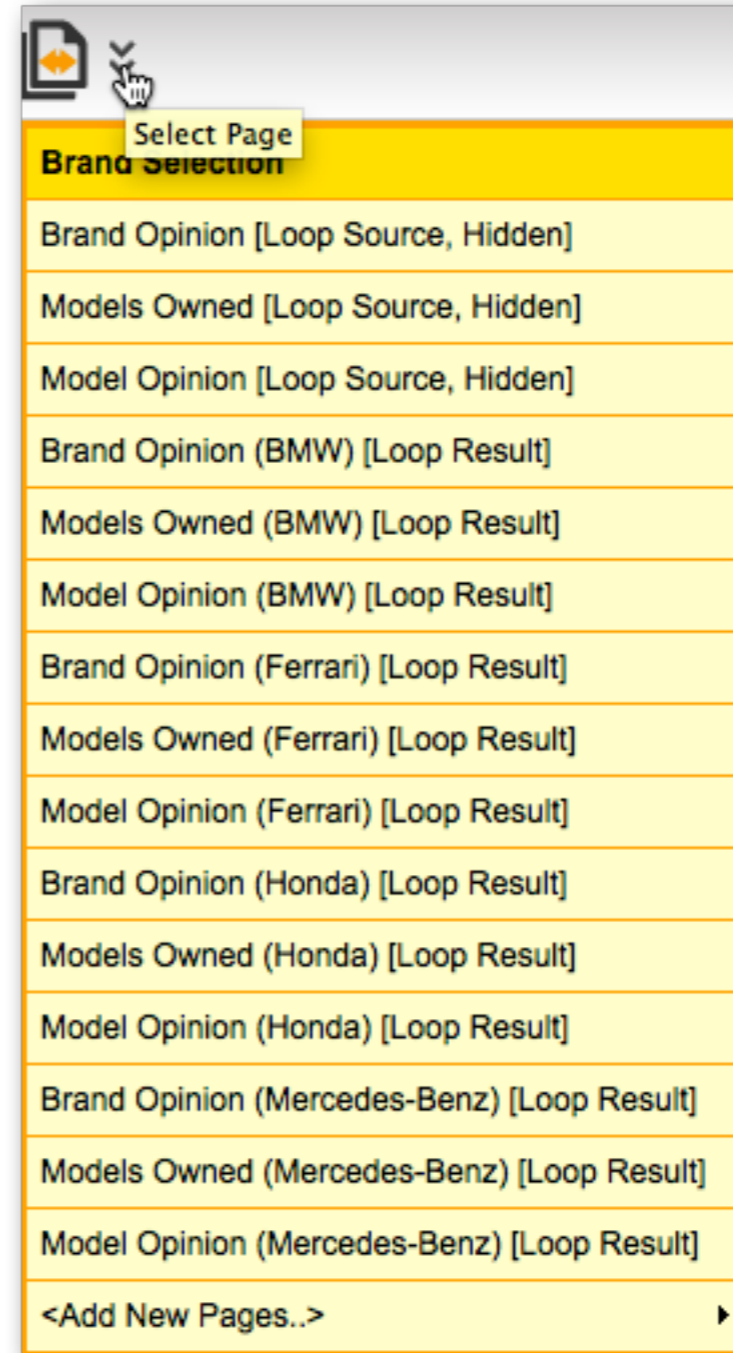 Select Page
Brand Selection
Brand Opinion [Loop Source, Hidden]
Models Owned [Loop Source, Hidden]
Model Opinion [Loop Source, Hidden]
Brand Opinion (BMW) [Loop Result]
Models Owned (BMW) [Loop Result]
Model Opinion (BMW) [Loop Result]
Brand Opinion (Ferrari) [Loop Result]
Models Owned (Ferrari) [Loop Result]
Model Opinion (Ferrari) [Loop Result]
Brand Opinion (Honda) [Loop Result]
Models Owned (Honda) [Loop Result]
Model Opinion (Honda) [Loop Result]
Brand Opinion (Mercedes-Benz) [Loop Result]
Models Owned (Mercedes-Benz) [Loop Result]
Model Opinion (Mercedes-Benz) [Loop Result]
<Add New Pages..>